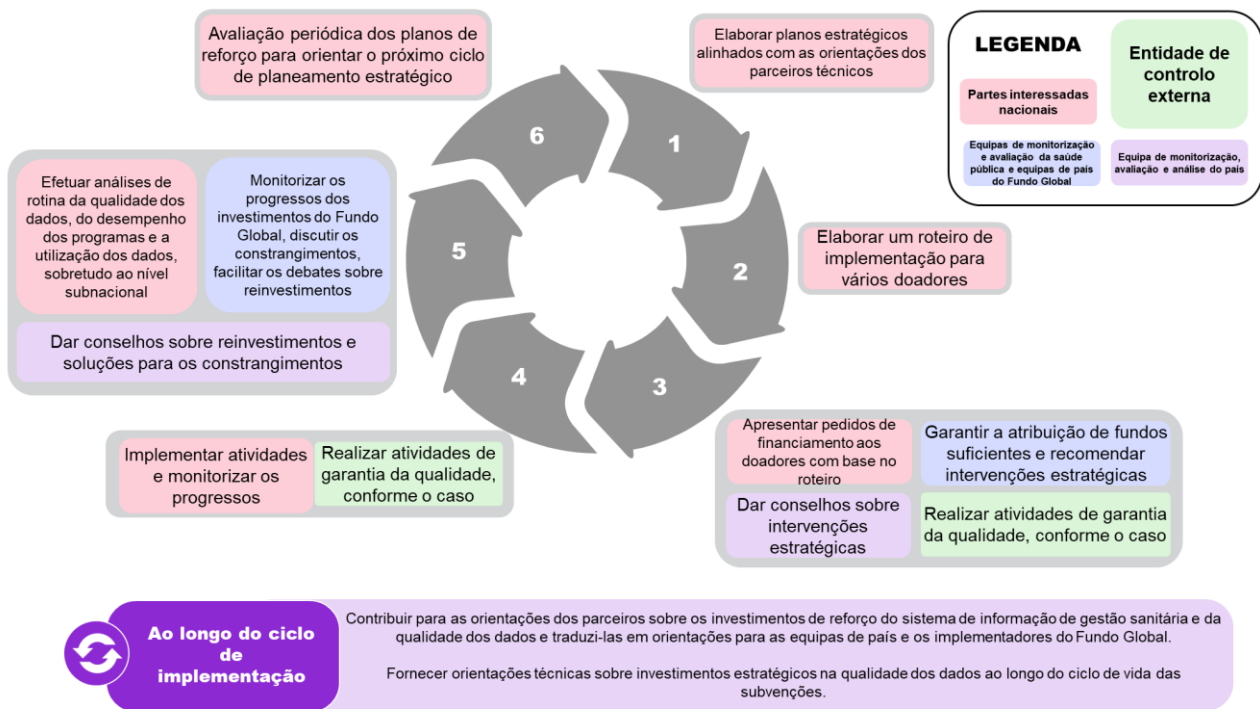 Avaliação periódica dos planos de
reforço para orientar o próximo ciclo
de planeamento estratégico
Elaborar planos estratégicos
alinhados com as orientações dos
parceiros técnicos
LEGENDA
Partes interessadas
nacionais
Entidade de
controlo
externa
Equipas de monitorização
e avaliação da saúde
pública e equipas de país
do Fundo Global
Equipa de monitorização,
avaliação e análise do país
6
1
5
2
4
3
Efetuar análises de
rotina da qualidade dos
dados, do desempenho
dos programas e a
utilização dos dados,
sobretudo ao nível
subnacional
Monitorizar os
progressos dos
investimentos do Fundo
Global, discutir os
constrangimentos,
facilitar os debates sobre
reinvestimentos
Dar conselhos sobre reinvestimentos e
soluções para os constrangimentos
Elaborar um roteiro de
implementação para
vários doadores
Implementar atividades
e monitorizar os
progressos
Realizar atividades de
garantia da qualidade,
conforme o caso
Apresentar pedidos de
financiamento aos
doadores com base no
roteiro
Garantir a atribuição de fundos
suficientes e recomendar
intervenções estratégicas
Dar conselhos sobre
intervenções
estratégicas
Realizar atividades de garantia
da qualidade, conforme o caso
Ao longo do ciclo
de
implementação
Contribuir para as orientações dos parceiros sobre os investimentos de reforço do sistema de informação de gestão sanitária e da
qualidade dos dados e traduzi-las em orientações para as equipas de país e os implementadores do Fundo Global.
Fornecer orientações técnicas sobre investimentos estratégicos na qualidade dos dados ao longo do ciclo de vida das
subvenções.